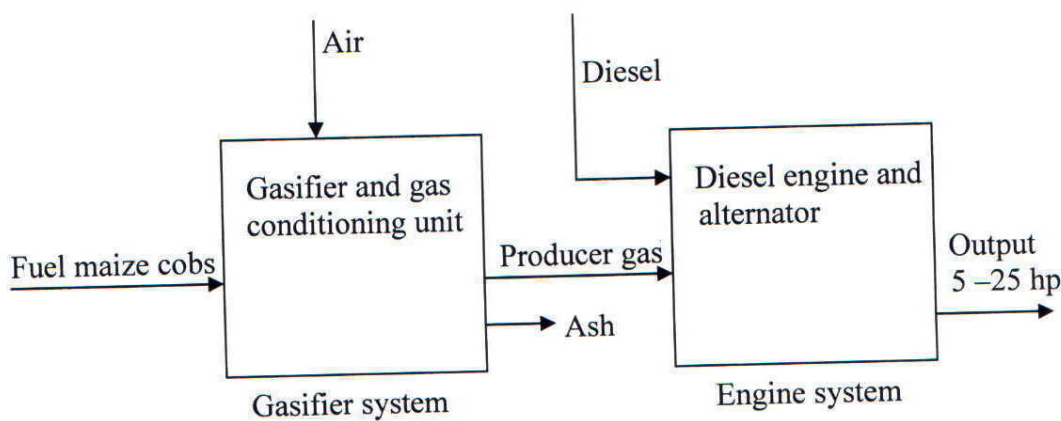 Air
Diesel
Gasifier and gas
conditioning unit
Diesel engine and
alternator
Fuel maize cobs
Producer gas
Output
5 –25 hp
Ash
Gasifier system
Engine system